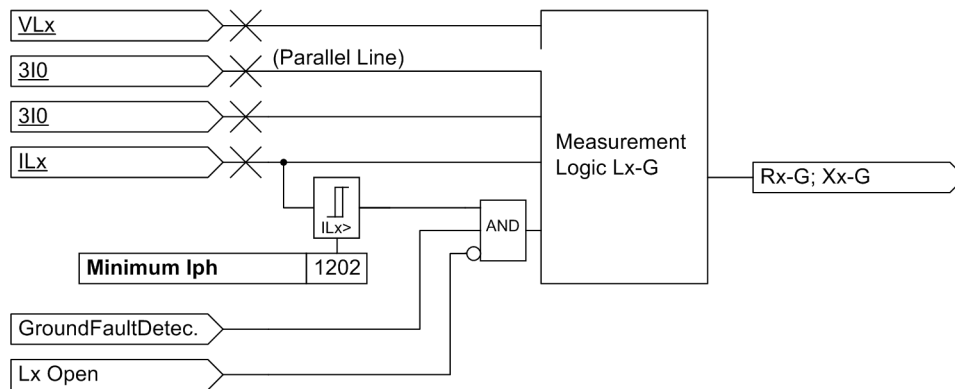 VLx
3I0
(Parallel Line)
3I0
ILx
Measurement
Logic Lx-G
Rx-G; Xx-G
ILx>
AND
Minimum Iph
1202
GroundFaultDetec.
Lx Open